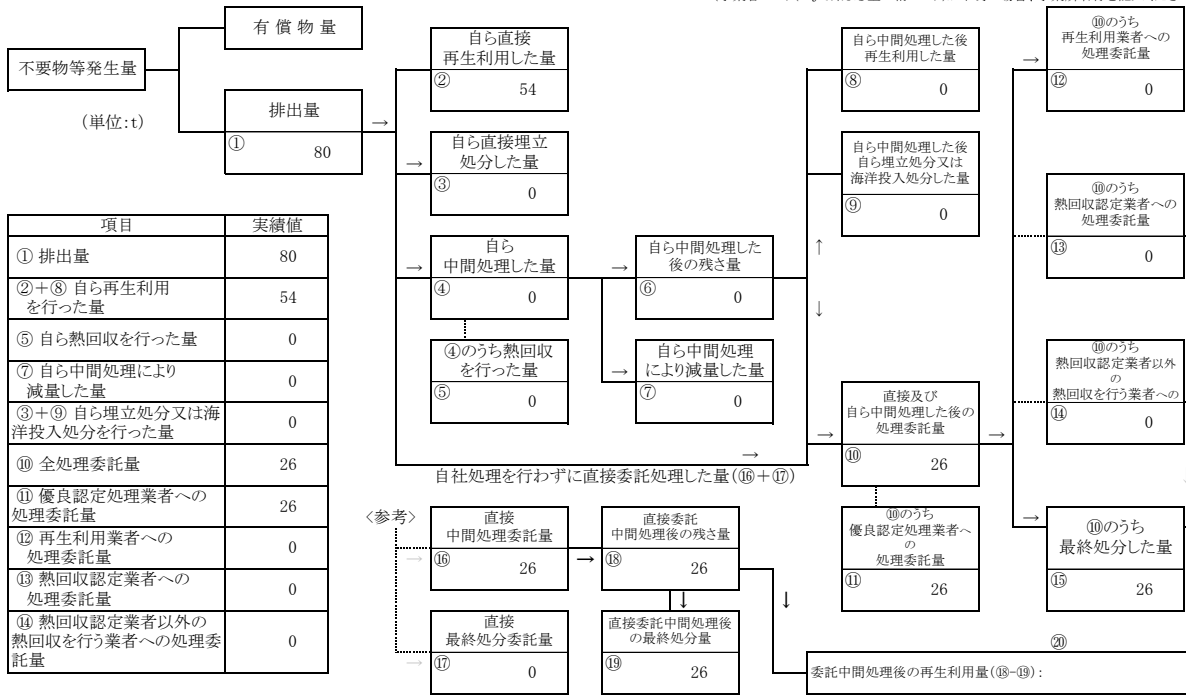 有償物量
不要物等発生量
(単位:t)
排出量
① 80
→
自ら直接
再生利用した量
② 54
→
自ら直接埋立
処分した量
③ 0
→
自ら
中間処理した量
④ 0
④のうち熱回収
を行った量
⑤ 0
→
自ら中間処理した
後の残さ量
⑥ 0
→
自ら中間処理
により減量した量
⑦ 0
自ら中間処理した後
再生利用した量
⑧ 0
自ら中間処理した後
自ら埋立処分又は
海洋投入処分した量
⑨ 0
↑
↓
→
直接及び
自ら中間処理した後の
処理委託量
⑩ 26
→
⑩のうち
優良認定処理業者へ
の
処理委託量
⑪ 26
→
⑩のうち
再生利用業者への
処理委託量
⑫ 0
⑩のうち
熱回収認定業者への
処理委託量
⑬ 0
⑩のうち
熱回収認定業者以外
の
熱回収を行う業者への
⑭ 0
→
⑩のうち
最終処分した量
⑮ 26
→
自社処理を行わずに直接委託処理した量(⑯+⑰)
〈参考〉
→
直接
中間処理委託量
⑯ 26
→
直接委託
中間処理後の残さ量
⑱ 26
→
直接
最終処分委託量
⑰ 0
↓
直接委託中間処理後
の最終処分量
⑲ 26
↓
⑳
委託中間処理後の再生利用量(⑱-⑲):
項目 実績値
① 排出量 80
②+⑧ 自ら再生利用
を行った量 54
⑤ 自ら熱回収を行った量 0
⑦ 自ら中間処理により
減量した量 0
③+⑨ 自ら埋立処分又は海
洋投入処分を行った量 0
⑩ 全処理委託量 26
⑪ 優良認定処理業者への
処理委託量 26
⑫ 再生利用業者への
処理委託量 0
⑬ 熱回収認定業者への
処理委託量 0
⑭ 熱回収認定業者以外の
熱回収を行う業者への処理委
託量 0